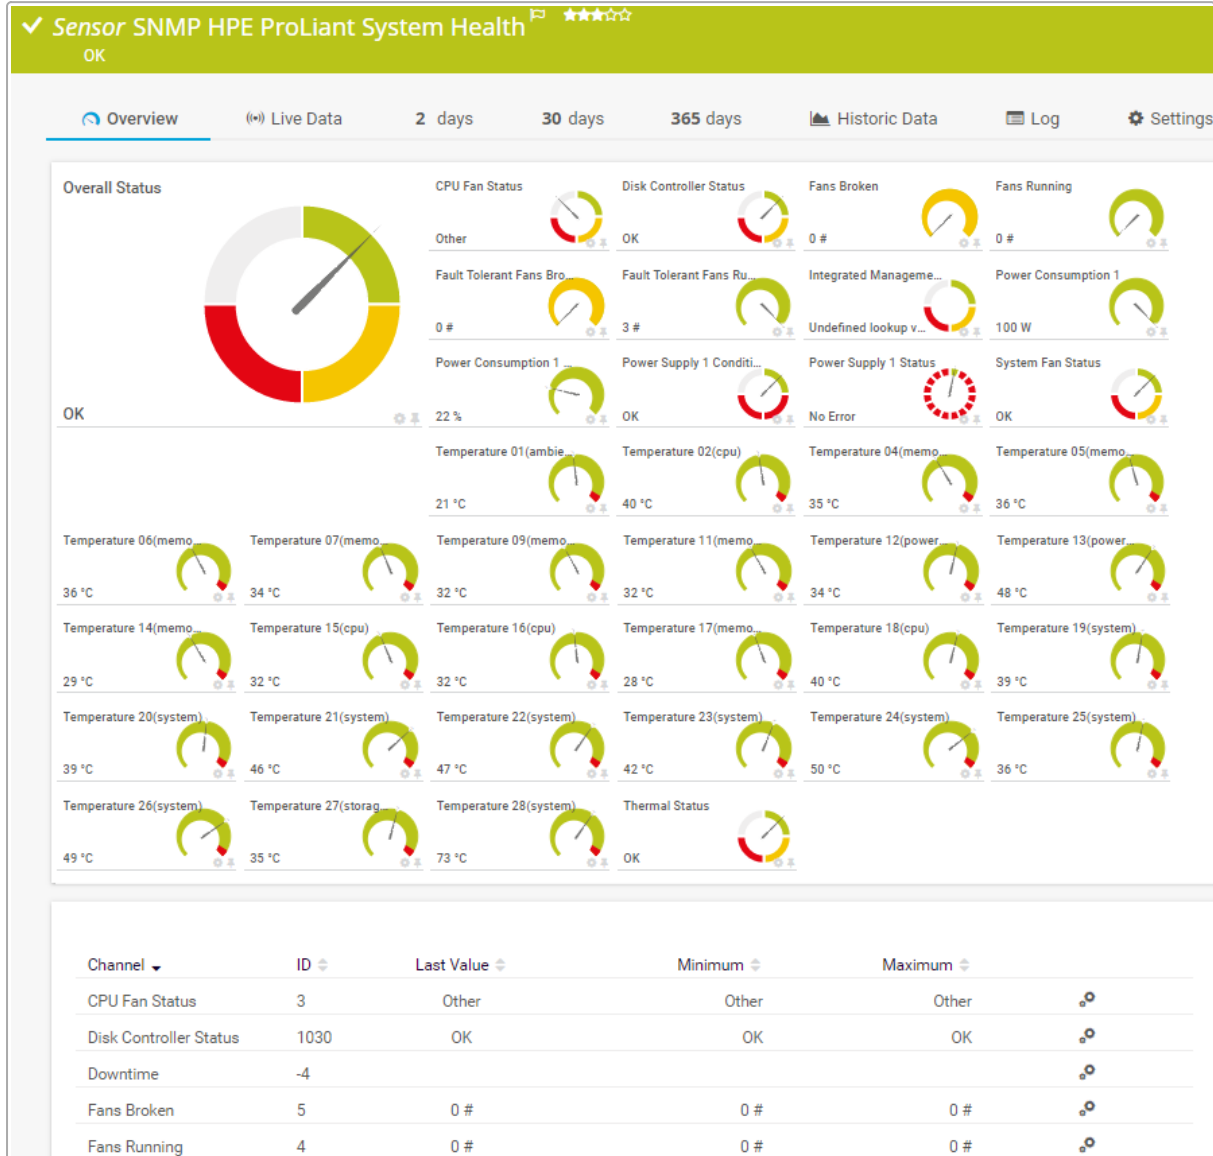 Sensor SNMP HPE ProLiant System Health
OK
Overview Live Data 2 days 30 days 365 days Historic Data Log Settings
Overall Status
OK
CPU Fan Status Disk Controller Status Fans Broken Fans Running
Other OK 0 # 0 #
Fault Tolerant Fans Bro... Fault Tolerant Fans Ru... Integrated Manageme... Power Consumption 1
0 # 3 # Undefined lookup v... 100 W
Power Consumption 1 ... Power Supply 1 Conditi... Power Supply 1 Status System Fan Status
22 % OK No Error OK
Temperature 01(ambie... Temperature 02(cpu) Temperature 04(memo... Temperature 05(memo...
21 °C 40 °C 35 °C 36 °C
Temperature 06(memo... Temperature 07(memo... Temperature 09(memo... Temperature 11(memo... Temperature 12(power... Temperature 13(power...
36 °C 34 °C 32 °C 32 °C 34 °C 48 °C
Temperature 14(memo... Temperature 15(cpu) Temperature 16(cpu) Temperature 17(memo... Temperature 18(cpu) Temperature 19(system)
29 °C 32 °C 32 °C 28 °C 40 °C 39 °C
Temperature 20(system) Temperature 21(system) Temperature 22(system) Temperature 23(system) Temperature 24(system) Temperature 25(system)
39 °C 46 °C 47 °C 42 °C 50 °C 36 °C
Temperature 26(system) Temperature 27(storag... Temperature 28(system) Thermal Status
49 °C 35 °C 73 °C OK
Channel ID Last Value Minimum Maximum
CPU Fan Status 3 Other Other Other
Disk Controller Status 1030 OK OK OK
Downtime -4
Fans Broken 5 0 # 0 # 0 #
Fans Running 4 0 # 0 # 0 #